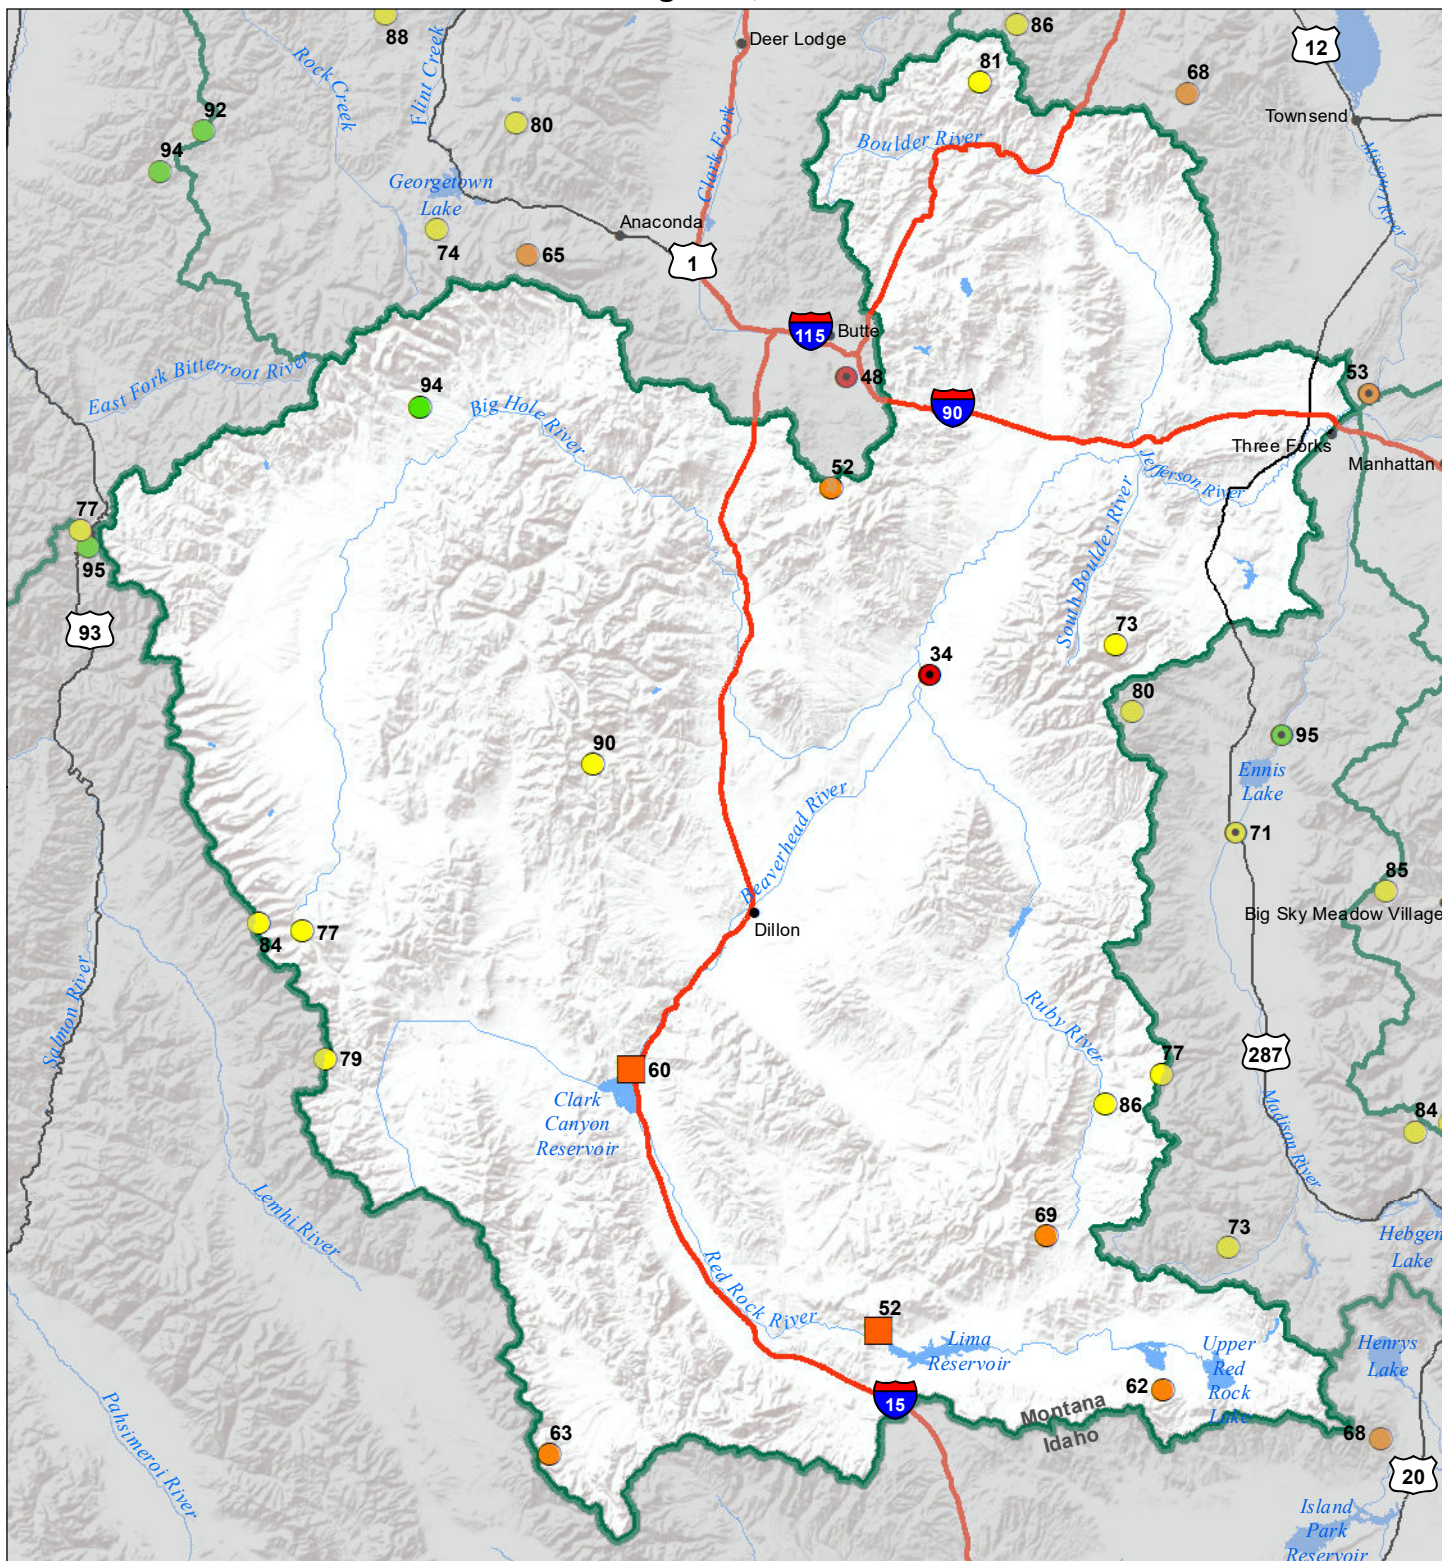 88
86
Deer Lodge
12
81
68
Rock Creek
Flint Creek
92
80
Clark Fork
Townsend
Boulder River
94
Missouri River
Georgetown
Lake
Anaconda
74
65
1
115
Butte
East Fork Bitterroot River
94
48
53
Big Hole River
90
Three Forks
Manhattan
52
Jefferson River
77
95
South Boulder River
93
73
34
80
95
90
Ennis
Lake
Beaverhead River
71
85
84
77
Dillon
Big Sky Meadow Village
Salmon River
Ruby River
79
60
77
287
Clark
Canyon
Reservoir
86
Madison River
84
Lemhi River
69
73
Hebgen
Lake
Red Rock River
52
Lima
Reservoir
Upper
Red
Rock
Lake
Henrys
Lake
62
15
Montana
Idaho
Pahsimeroi River
63
68
20
Island
Park
Reservoir